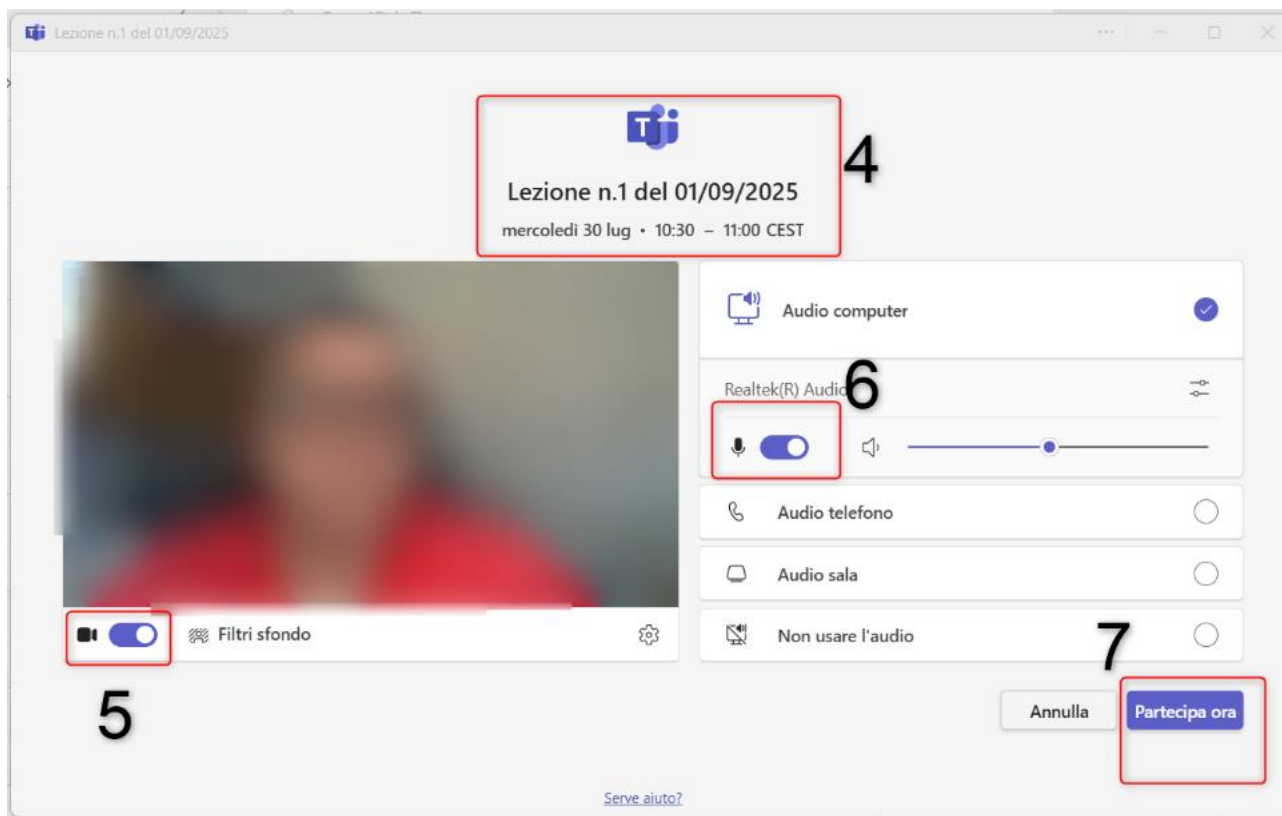 Lezione n.1 del 01/09/2025
4
Lezione n.1 del 01/09/2025
mercoledì 30 lug • 10:30 – 11:00 CEST
Audio computer
6
Realtek(R) Audio
Audio telefono
Audio sala
Filtri sfondo
Non usare l'audio
5
7
Annulla
Partecipa ora
Serve aiuto?